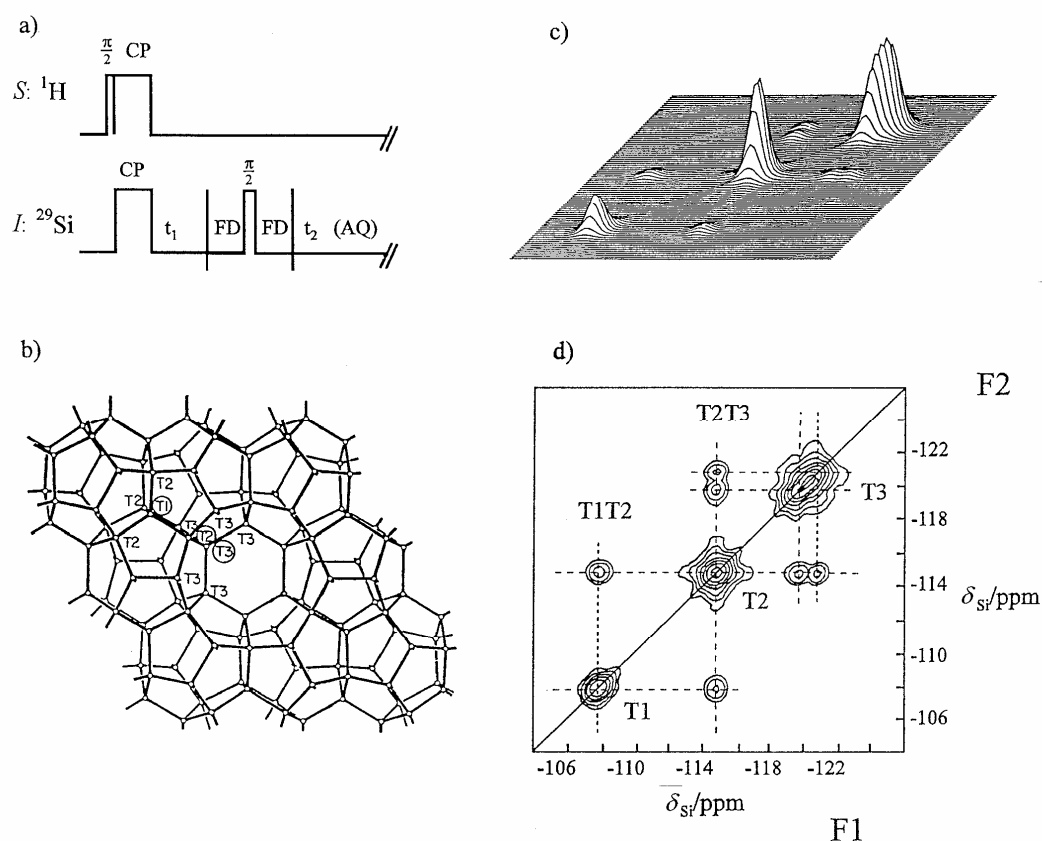 a)
π/2 CP
S: ¹H
CP π/2
I: ²⁹Si t₁ FD FD t₂ (AQ)
b)
T2
T2 T1
T3 T3
T2 T2 T3
T3
T3
T3
c)
d)
F2
T2T3
-122
T3
T1T2
-118
-114
T2
δSi/ppm
-110
T1
-106
-106 -110 -114 -118 -122
δSi/ppm
F1